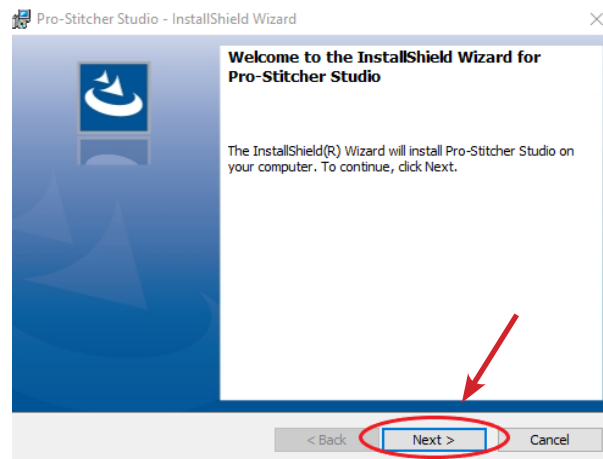 Pro-Stitcher Studio - InstallShield Wizard
Welcome to the InstallShield Wizard for
Pro-Stitcher Studio
The InstallShield(R) Wizard will install Pro-Stitcher Studio on
your computer. To continue, click Next.
< Back Next > Cancel